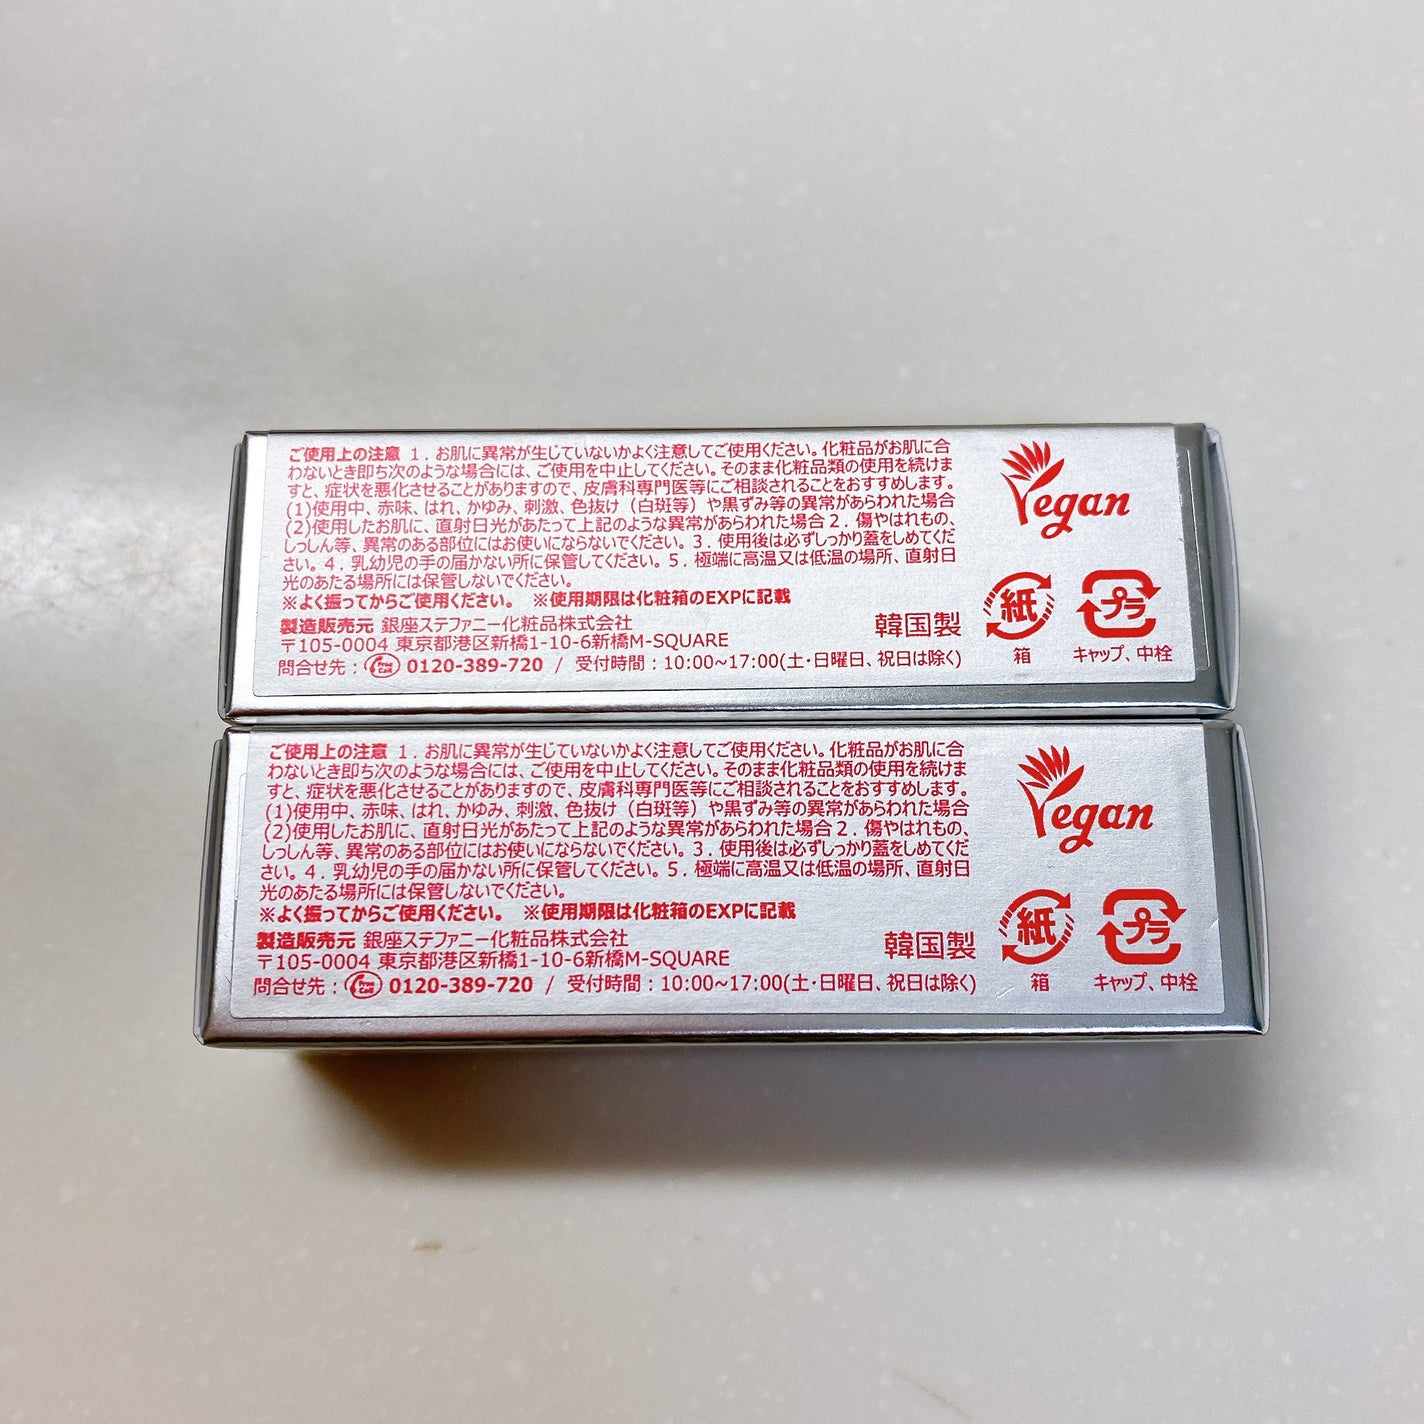 ご使用上の注意 1．お肌に異常が生じていないかよく注意してご使用ください。化粧品がお肌に合
わないとき即ち次のような場合には、ご使用を中止してください。そのまま化粧品類の使用を続けま
すと、症状を悪化させることがありますので、皮膚科専門医等にご相談されることをおすすめします。
(1)使用中、赤味、はれ、かゆみ、刺激、色抜け（白斑等）や黒ずみ等の異常があらわれた場合
(2)使用したお肌に、直射日光があたって上記のような異常があらわれた場合 2．傷やはれもの、
しっしん等、異常のある部位にはお使いにならないでください。3．使用後は必ずしっかり蓋をしめてくだ
さい。4．乳幼児の手の届かない所に保管してください。5．極端に高温又は低温の場所、直射日
光のあたる場所には保管しないでください。
※よく振ってからご使用ください。 ※使用期限は化粧箱のEXPに記載
製造販売元 銀座ステファニー化粧品株式会社
〒105-0004 東京都港区新橋1-10-6新橋M-SQUARE
韓国製
問合せ先： 0120-389-720 / 受付時間：10:00~17:00(土・日曜日、祝日は除く)
Vegan
紙 プラ
箱 キャップ、中栓
ご使用上の注意 1．お肌に異常が生じていないかよく注意してご使用ください。化粧品がお肌に合
わないとき即ち次のような場合には、ご使用を中止してください。そのまま化粧品類の使用を続けま
すと、症状を悪化させることがありますので、皮膚科専門医等にご相談されることをおすすめします。
(1)使用中、赤味、はれ、かゆみ、刺激、色抜け（白斑等）や黒ずみ等の異常があらわれた場合
(2)使用したお肌に、直射日光があたって上記のような異常があらわれた場合 2．傷やはれもの、
しっしん等、異常のある部位にはお使いにならないでください。3．使用後は必ずしっかり蓋をしめてくだ
さい。4．乳幼児の手の届かない所に保管してください。5．極端に高温又は低温の場所、直射日
光のあたる場所には保管しないでください。
※よく振ってからご使用ください。 ※使用期限は化粧箱のEXPに記載
製造販売元 銀座ステファニー化粧品株式会社
〒105-0004 東京都港区新橋1-10-6新橋M-SQUARE
韓国製
問合せ先： 0120-389-720 / 受付時間：10:00~17:00(土・日曜日、祝日は除く)
Vegan
紙 プラ
箱 キャップ、中栓